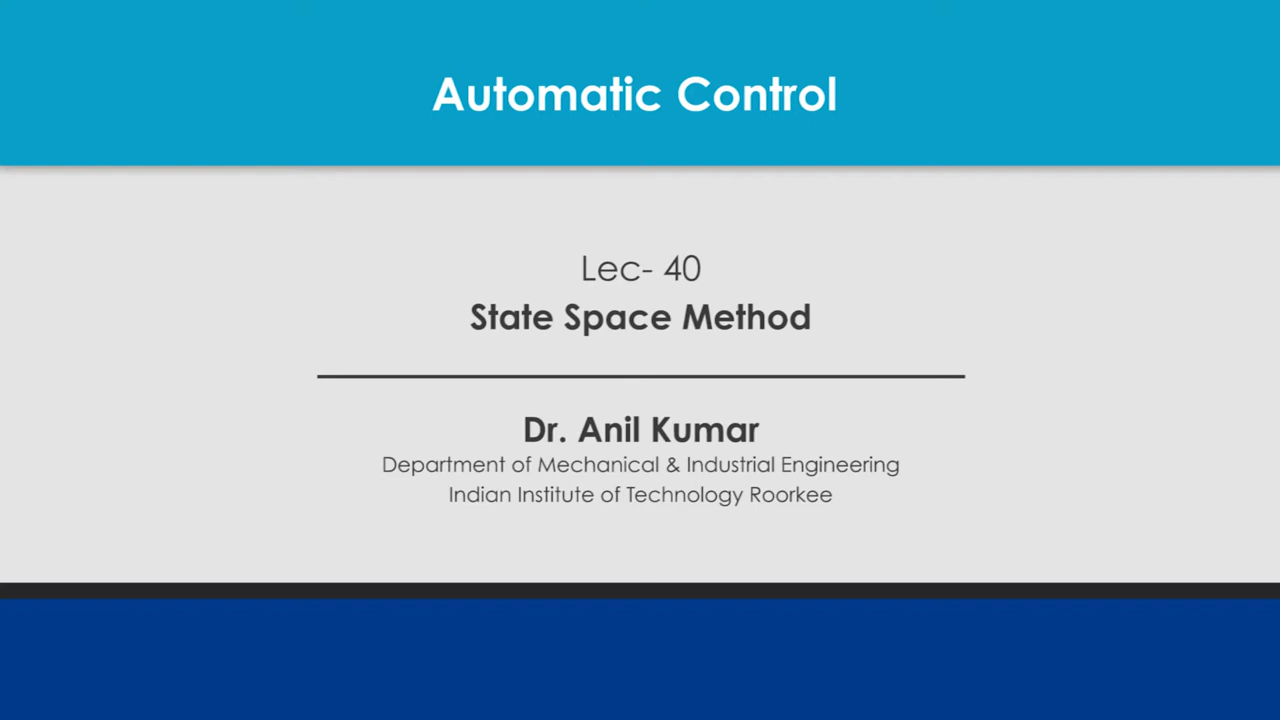 Automatic Control
Lec- 40
State Space Method
Dr. Anil Kumar
Department of Mechanical & Industrial Engineering
Indian Institute of Technology Roorkee